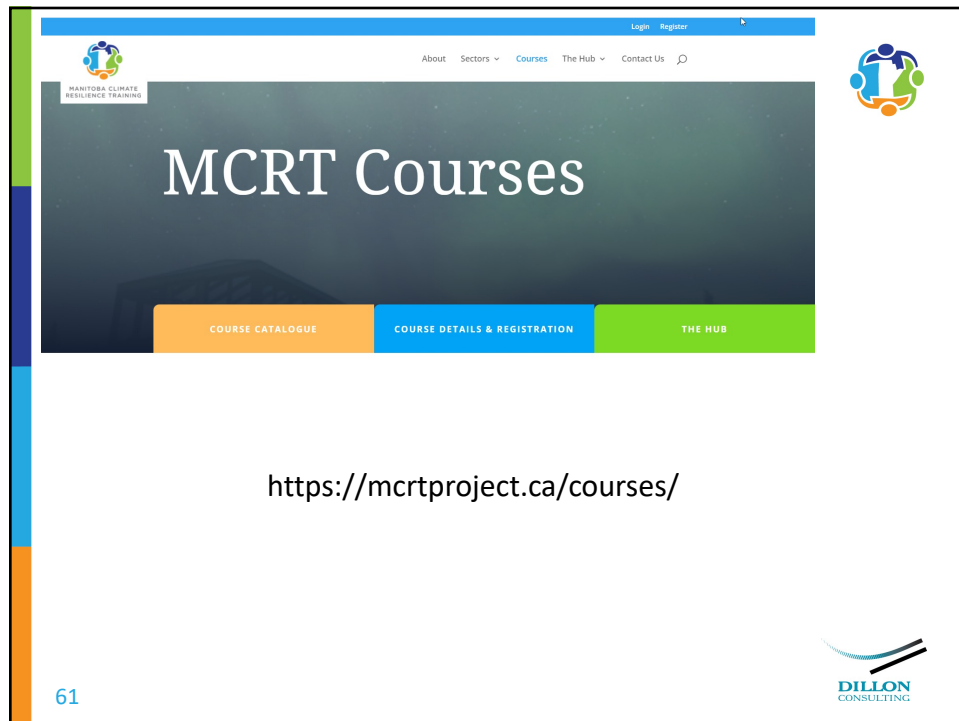 Login Register
About Sectors Courses The Hub Contact Us
MANITOBA CLIMATE
RESILIENCE TRAINING
MCRT Courses
COURSE CATALOGUE COURSE DETAILS & REGISTRATION THE HUB
https://mcrtproject.ca/courses/
61
DILLON
CONSULTING